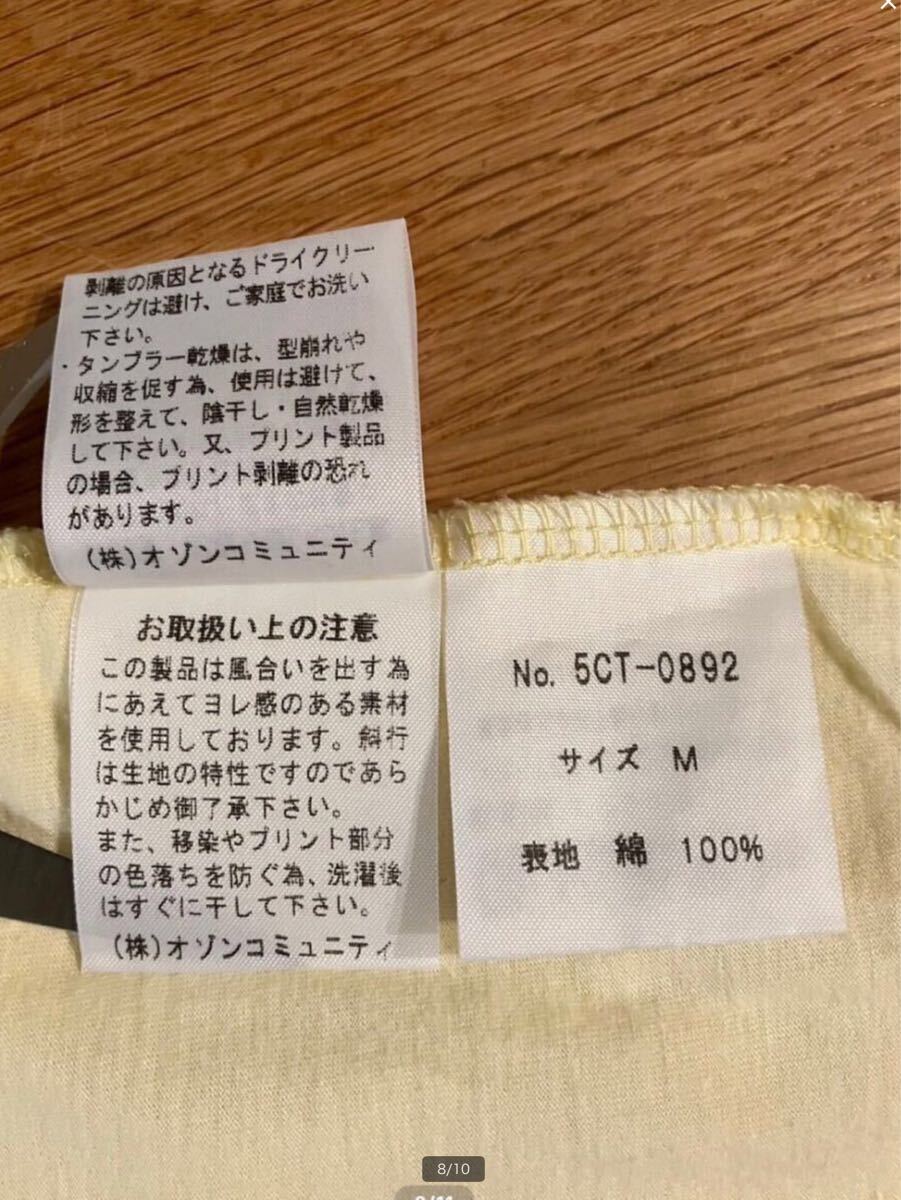 剥離の原因となるドライクリー
ニングは避け、ご家庭でお洗い
下さい。
・タンブラー乾燥は、型崩れや
収縮を促す為、使用は避けて、
形を整えて、陰干し・自然乾燥
して下さい。又、プリント製品
の場合、プリント剥離の恐れ
があります。
(株)オゾンコミュニティ
お取扱い上の注意
この製品は風合いを出す為
にあえてヨレ感のある素材
を使用しております。斜行
は生地の特性ですのであら
かじめ御了承下さい。
また、移染やプリント部分
の色落ちを防ぐ為、洗濯後
はすぐに干して下さい。
(株)オゾンコミュニティ
No. 5CT-0892
サイズ M
表地 綿 100%
8/10